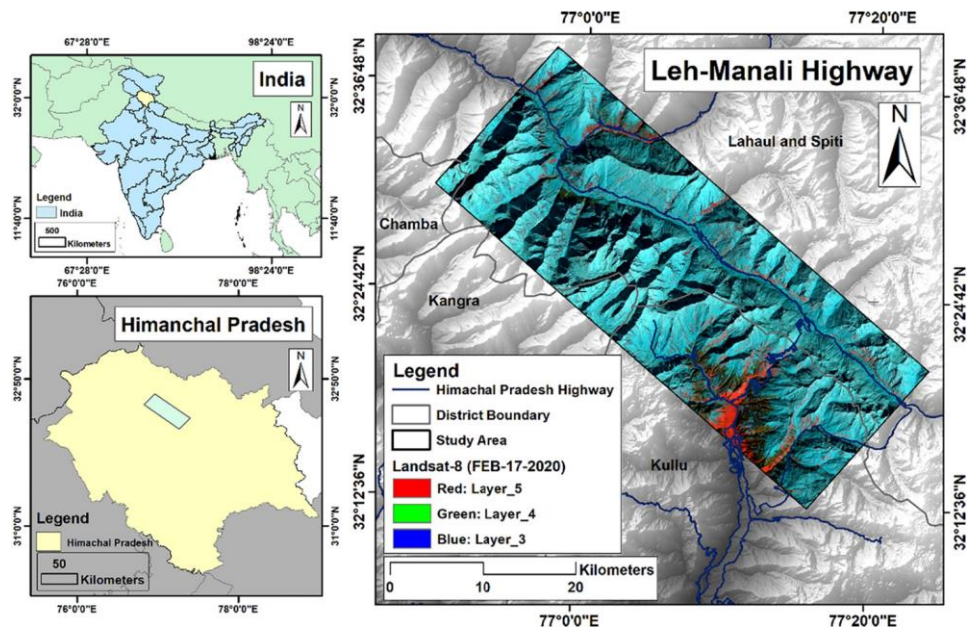 67°28'0"E
98°24'0"E
India
N
32°0'0"N
11°40'0"N
32°0'0"N
11°40'0"N
Legend
India
500
Kilometers
67°28'0"E
98°24'0"E
76°0'0"E
78°0'0"E
Himanchal Pradesh
N
32°50'0"N
31°0'0"N
32°50'0"N
31°0'0"N
Legend
Himachal Pradesh
50
Kilometers
76°0'0"E
78°0'0"E
77°0'0"E
77°20'0"E
Leh-Manali Highway
N
32°36'48"N
32°24'42"N
32°12'36"N
32°36'48"N
32°24'42"N
32°12'36"N
Lahaul and Spiti
Chamba
Kangra
Kullu
Legend
Himachal Pradesh Highway
District Boundary
Study Area
Landsat-8 (FEB-17-2020)
Red: Layer_5
Green: Layer_4
Blue: Layer_3
Kilometers
0 10 20
77°0'0"E
77°20'0"E